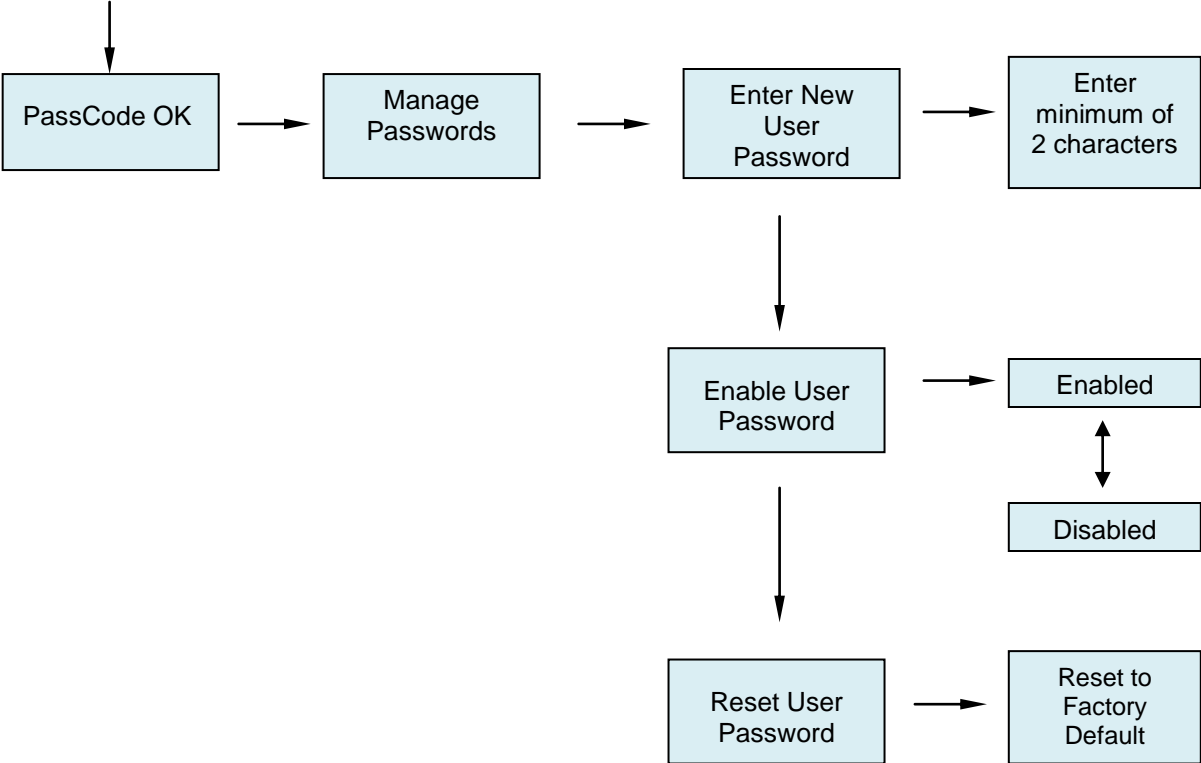 PassCode OK
Manage
Passwords
Enter New
User
Password
Enter
minimum of
2 characters
Enable User
Password
Enabled
Disabled
Reset User
Password
Reset to
Factory
Default